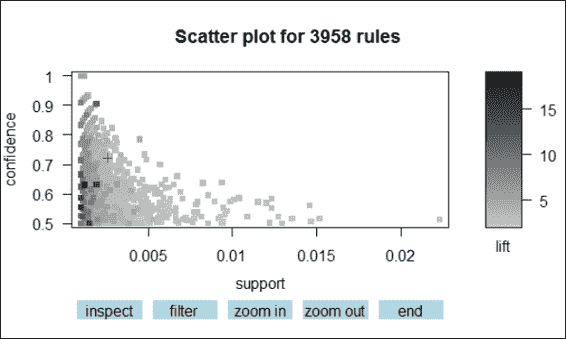 Scatter plot for 3958 rules
1
0.9
0.8
0.7
0.6
0.5
confidence
0.005 0.01 0.015 0.02
support
15
10
5
lift
inspect filter zoom in zoom out end